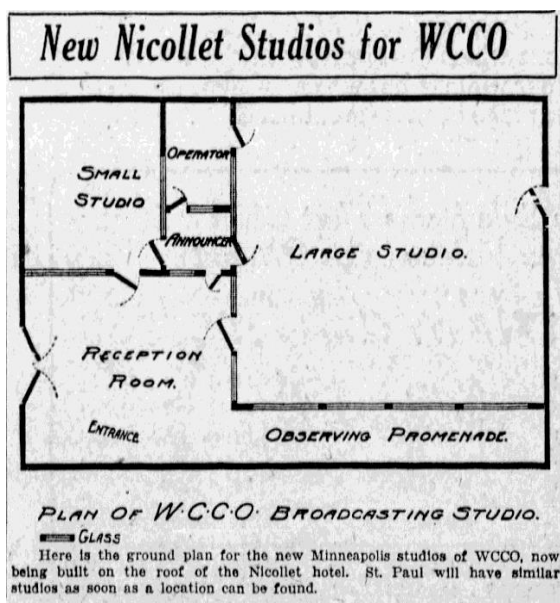 New Nicollet Studios for WCCO
OPERATOR
SMALL
STUDIO
ANNOUNCER
LARGE STUDIO.
RECEPTION
ROOM.
ENTRANCE
OBSERVING PROMENADE.
PLAN OF W·C·C·O· BROADCASTING STUDIO.
GLASS
Here is the ground plan for the new Minneapolis studios of WCCO, now
being built on the roof of the Nicollet hotel. St. Paul will have similar
studios as soon as a location can be found.